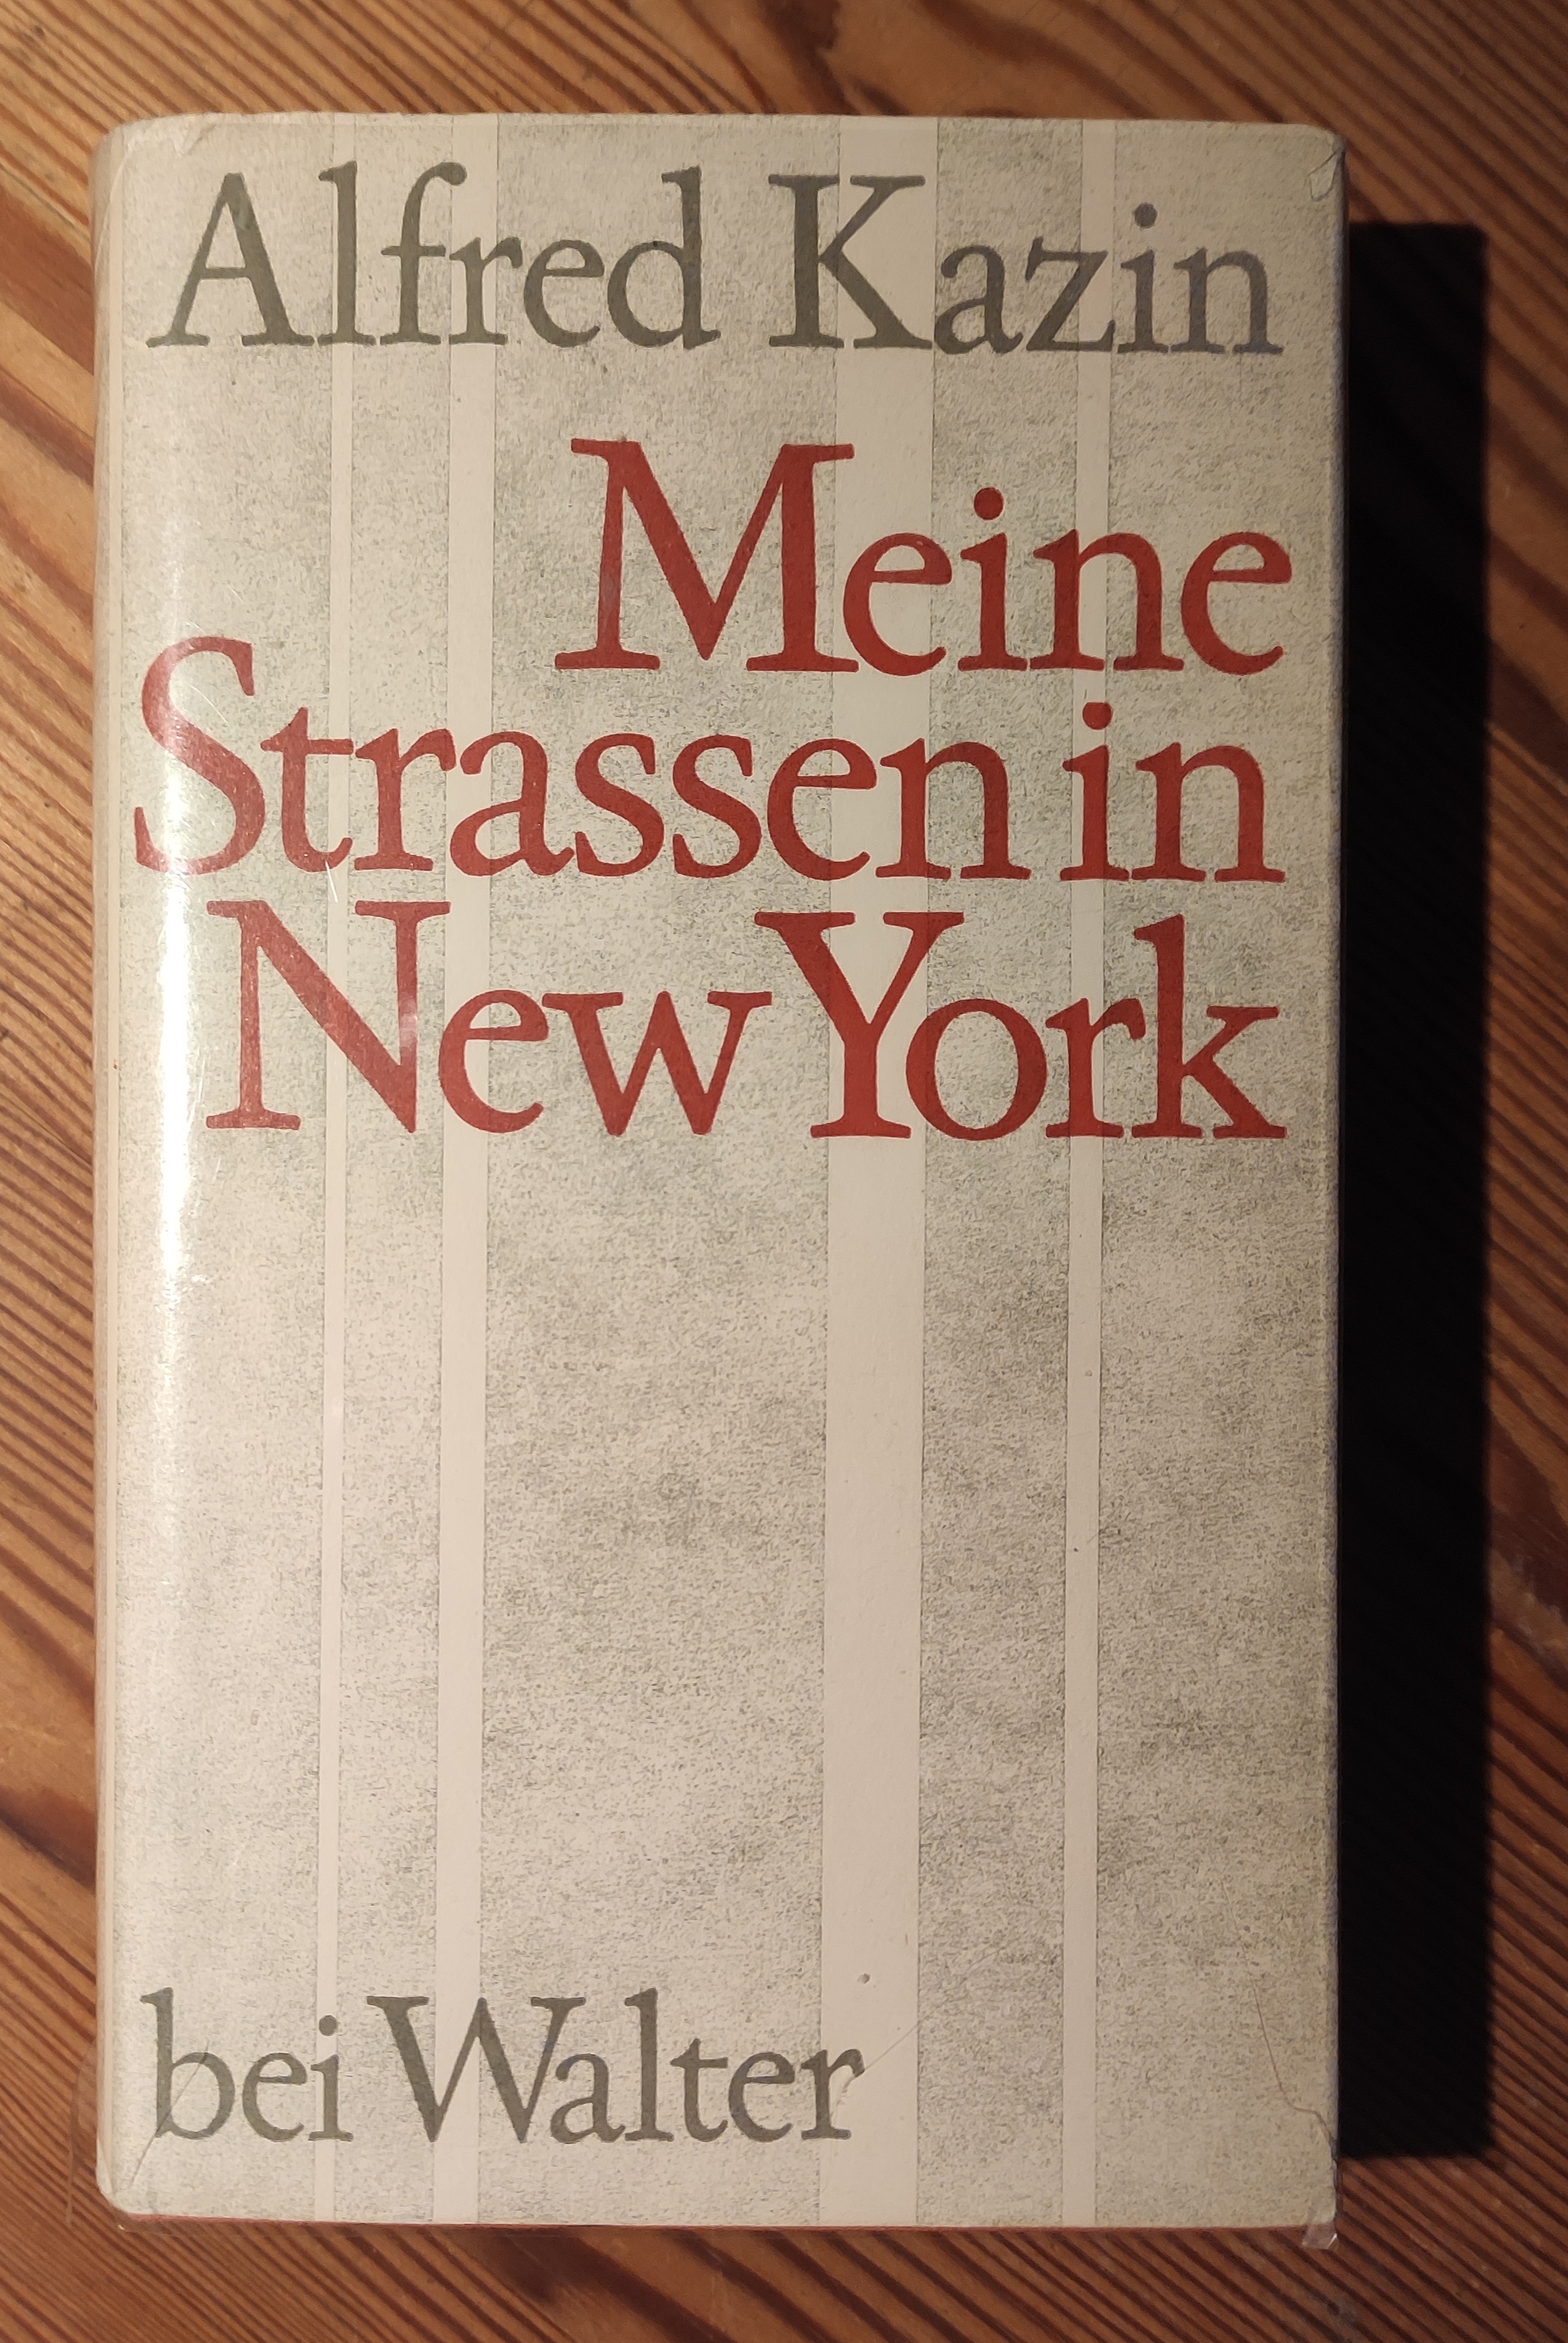 Alfred Kazin
Meine
Strassen in
New York
bei Walter